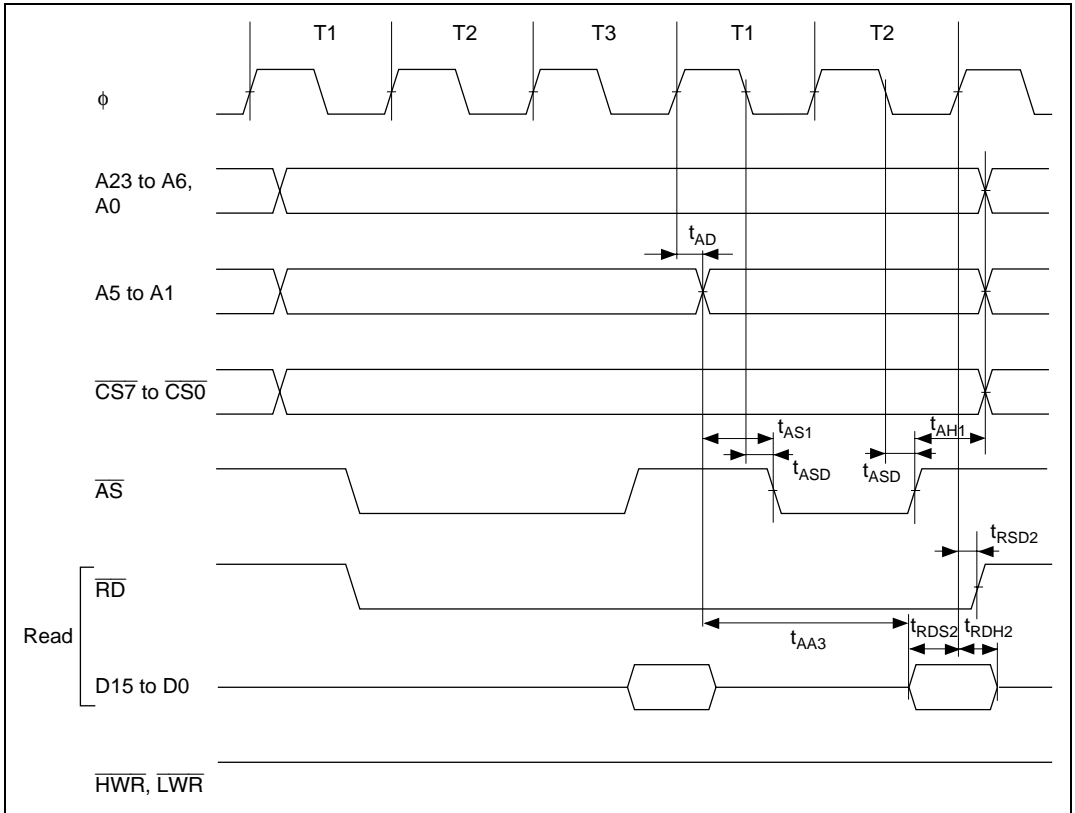 T1 T2 T3 T1 T2
ϕ
A23 to A6,
A0
tAD
A5 to A1
CS7 to CS0
tAS1 tAH1
tASD tASD
AS
tRSD2
RD
Read
tAA3 tRDS2 tRDH2
D15 to D0
HWR, LWR